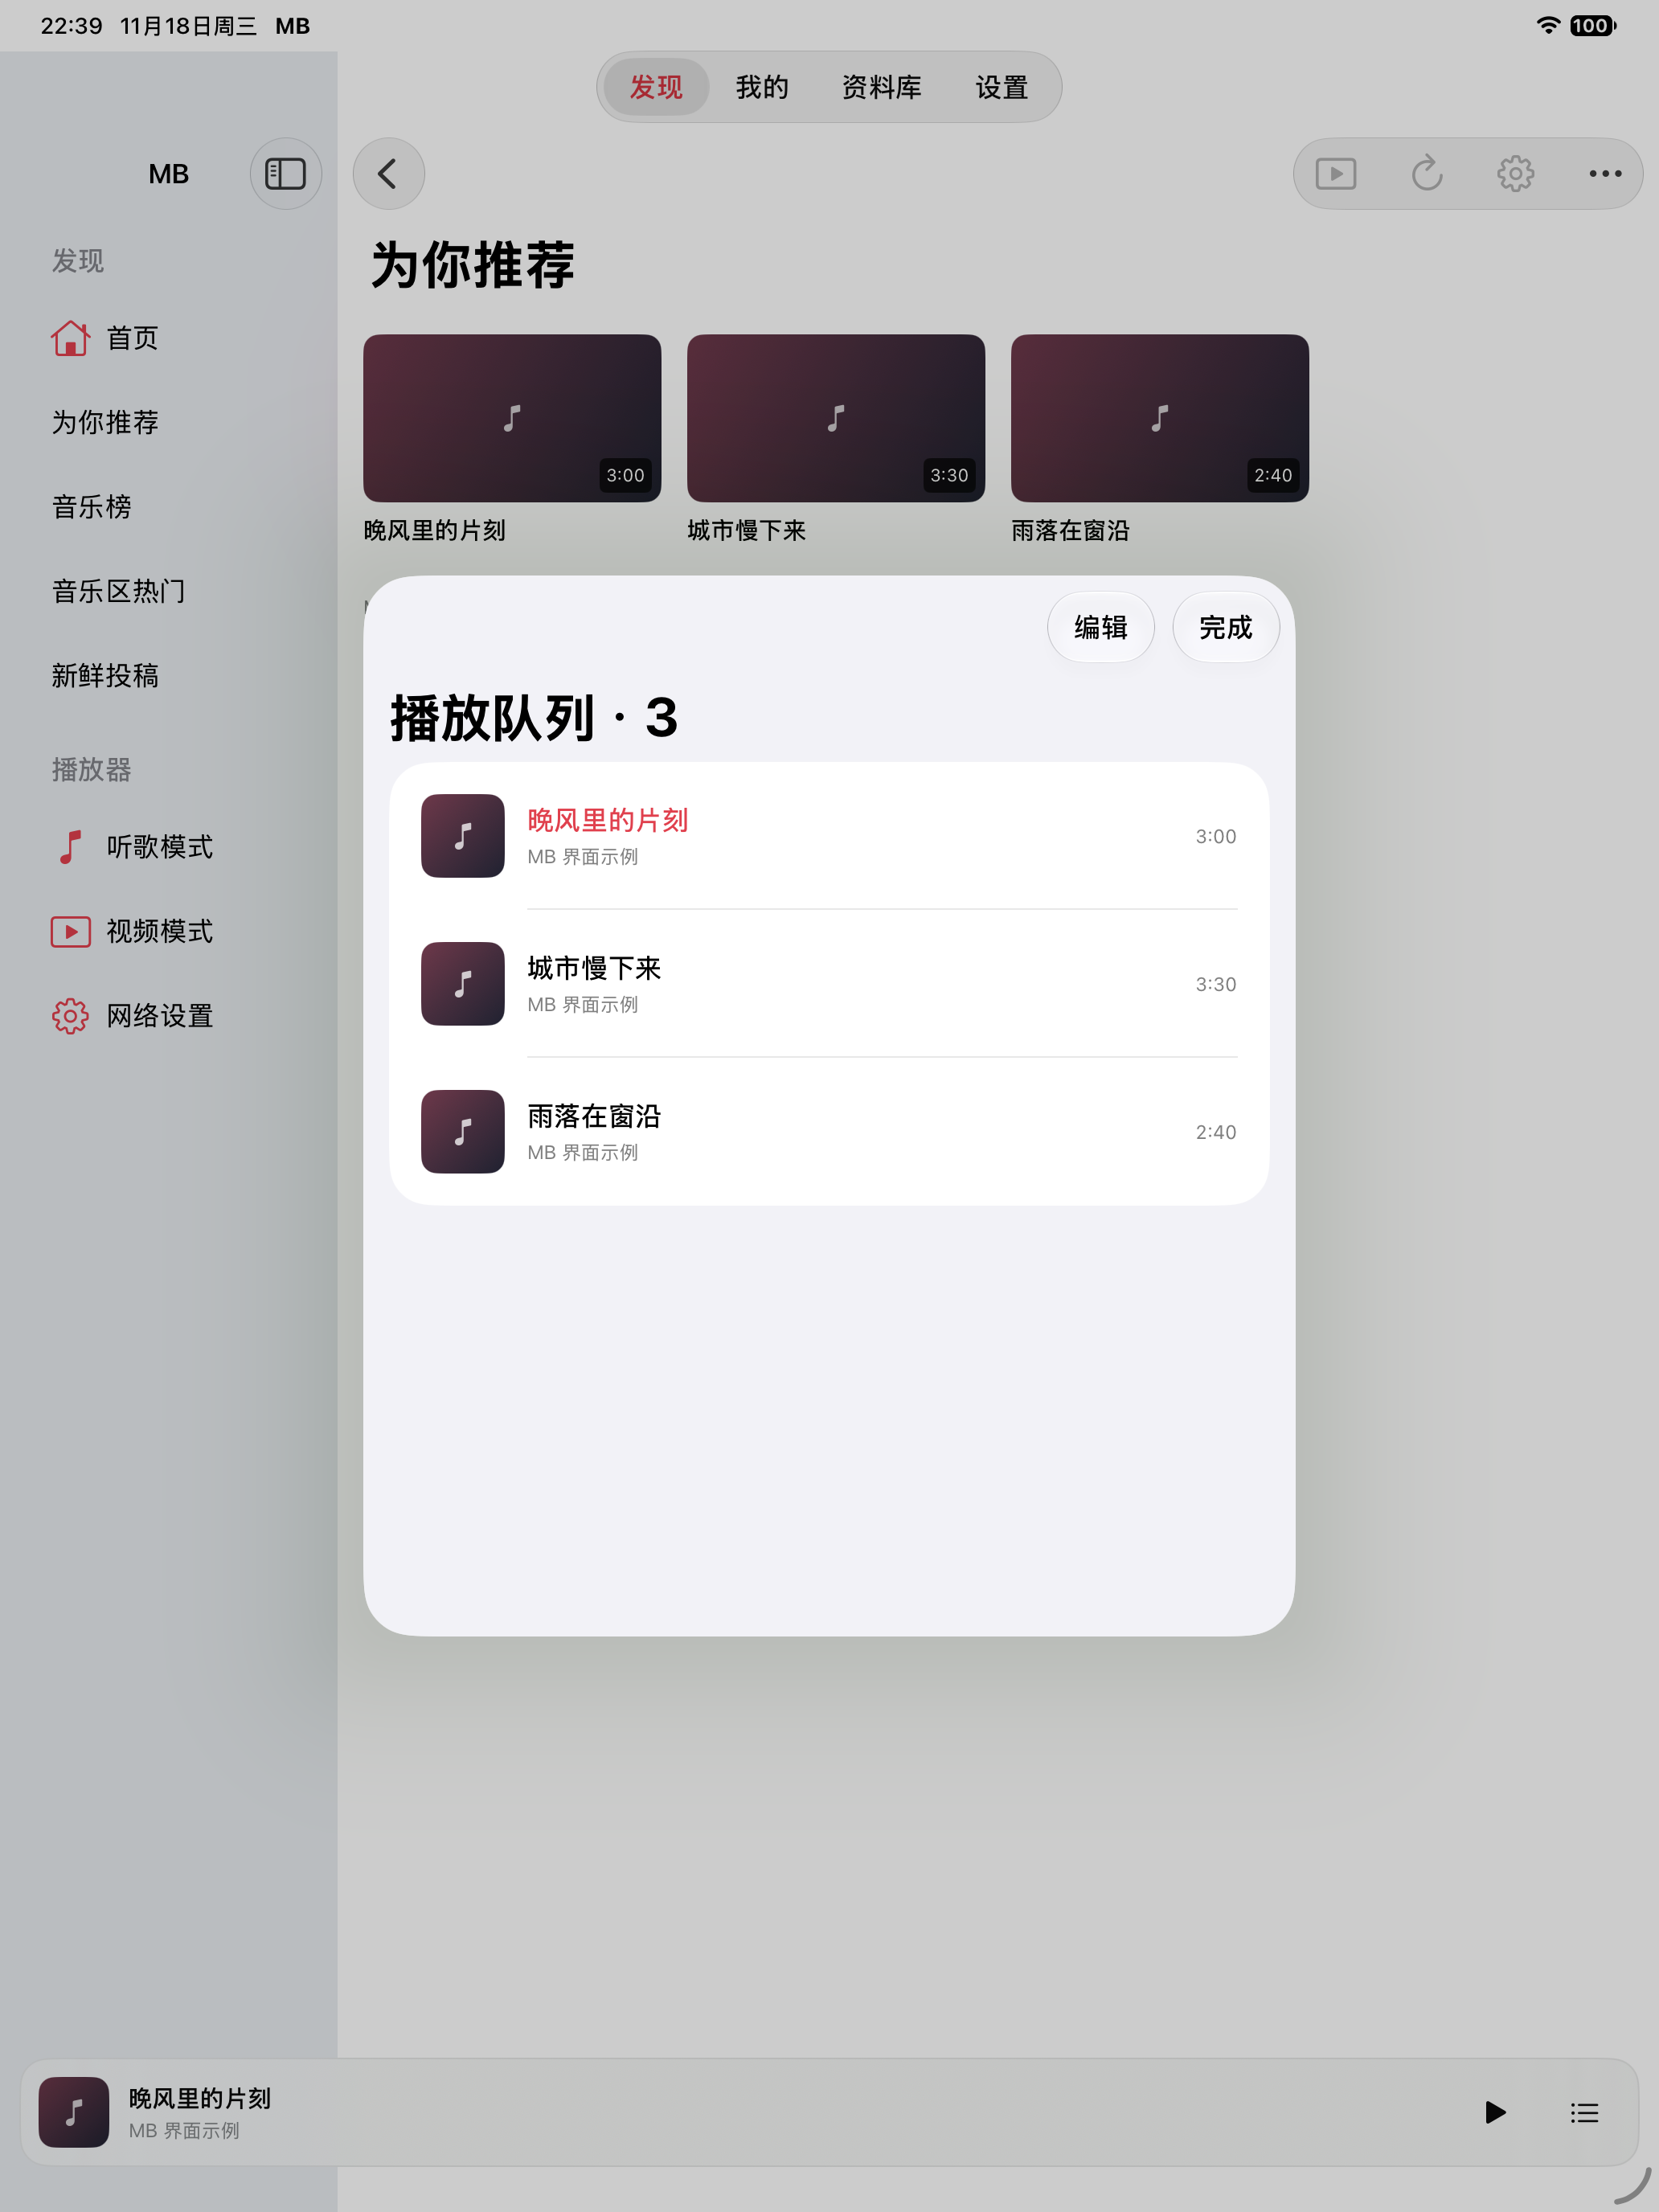 22:39 11月18日周三 MB
100
发现 我的 资料库 设置
MB
发现
首页
为你推荐
音乐榜
音乐区热门
新鲜投稿
播放器
听歌模式
视频模式
网络设置
为你推荐
3:00
3:30
2:40
晚风里的片刻
城市慢下来
雨落在窗沿
编辑 完成
播放队列 · 3
晚风里的片刻
MB 界面示例
3:00
城市慢下来
MB 界面示例
3:30
雨落在窗沿
MB 界面示例
2:40
晚风里的片刻
MB 界面示例